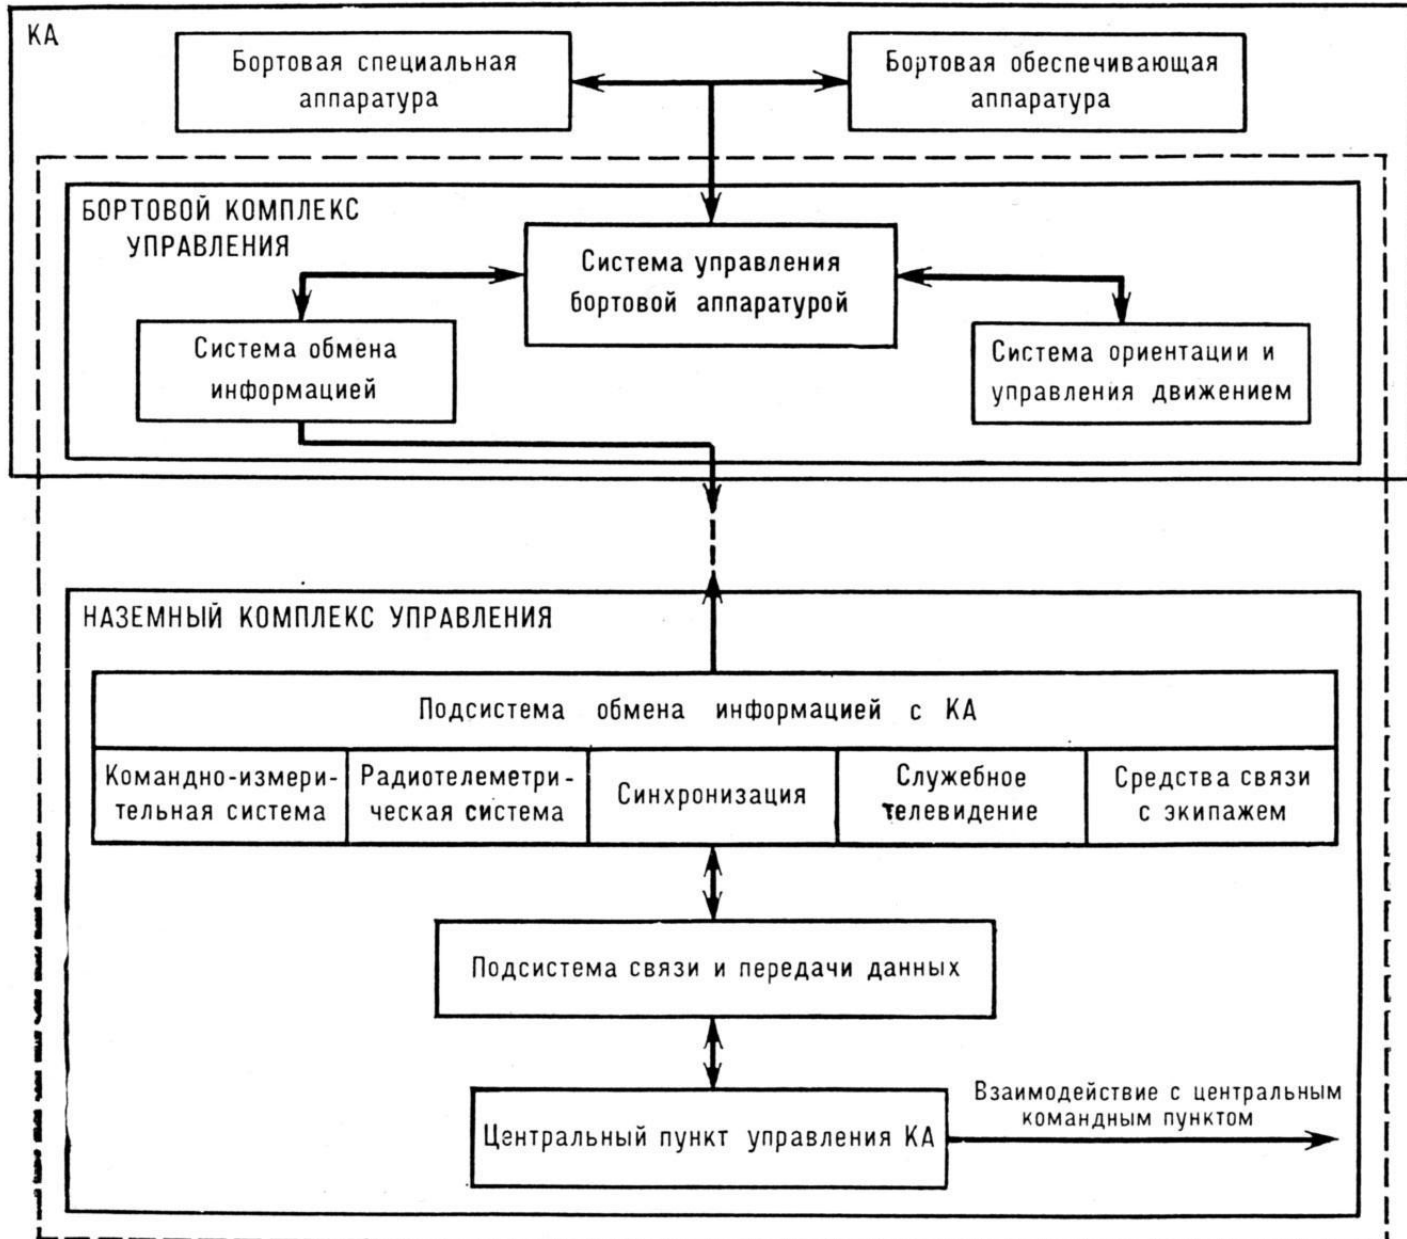 КА
Бортовая специальная
аппаратура
Бортовая обеспечивающая
аппаратура
БОРТОВОЙ КОМПЛЕКС
УПРАВЛЕНИЯ
Система управления
бортовой аппаратурой
Система обмена
информацией
Система ориентации и
управления движением
НАЗЕМНЫЙ КОМПЛЕКС УПРАВЛЕНИЯ
Подсистема обмена информацией с КА
Командно-измери-
тельная система
Радиотелеметри-
ческая система
Синхронизация
Служебное
телевидение
Средства связи
с экипажем
Подсистема связи и передачи данных
Центральный пункт управления КА
Взаимодействие с центральным
командным пунктом